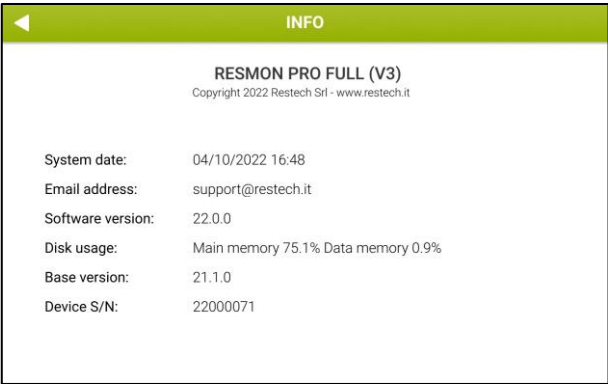 INFO
RESMON PRO FULL (V3)
Copyright 2022 Restech Srl - www.restech.it
System date: 04/10/2022 16:48
Email address: support@restech.it
Software version: 22.0.0
Disk usage: Main memory 75.1% Data memory 0.9%
Base version: 21.1.0
Device S/N: 22000071